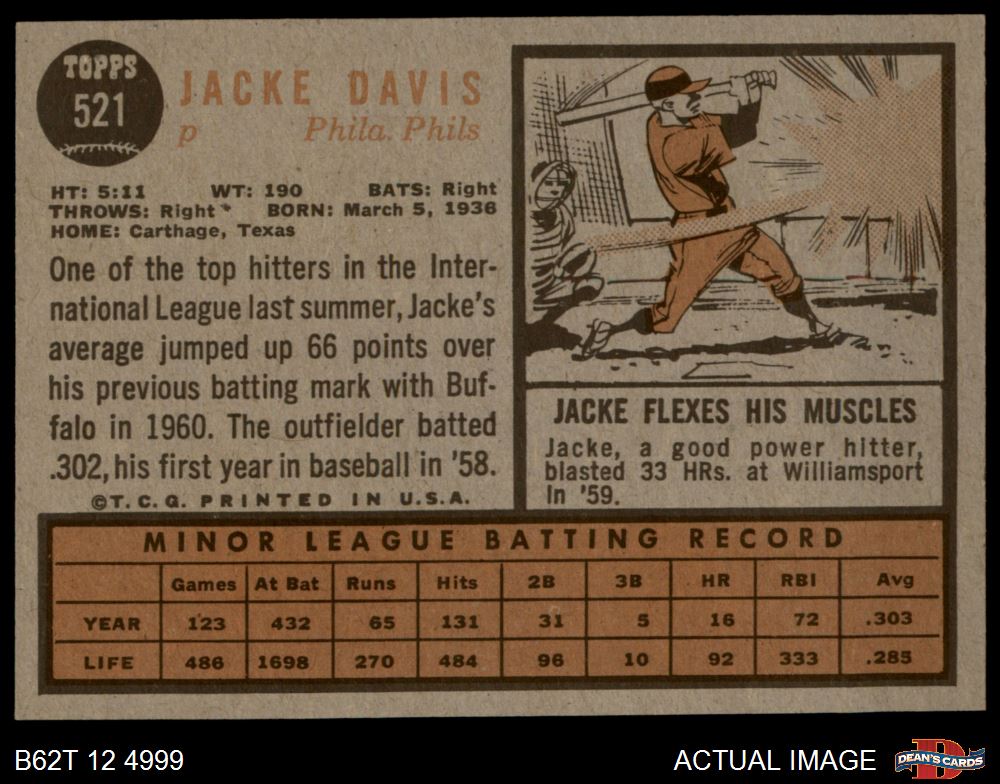 TOPPS
521
JACKE DAVIS
p Phila. Phils
HT: 5:11 WT: 190 BATS: Right
THROWS: Right BORN: March 5, 1936
HOME: Carthage, Texas
One of the top hitters in the Inter-
national League last summer, Jacke's
average jumped up 66 points over
his previous batting mark with Buf-
falo in 1960. The outfielder batted
.302, his first year in baseball in '58.
©T.C.G. PRINTED IN U.S.A.
JACKE FLEXES HIS MUSCLES
Jacke, a good power hitter,
blasted 33 HRs. at Williamsport
in '59.
MINOR LEAGUE BATTING RECORD
Games At Bat Runs Hits 2B 3B HR RBI Avg
YEAR 123 432 65 131 31 5 16 72 .303
LIFE 486 1698 270 484 96 10 92 333 .285
B62T 12 4999 ACTUAL IMAGE
D
DEAN'S CARDS